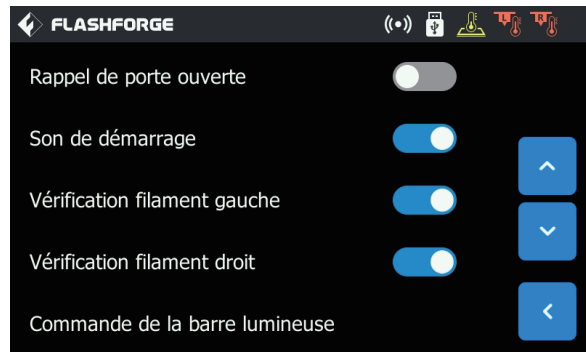 FLASHFORGE
L R
Rappel de porte ouverte
Son de démarrage
Vérification filament gauche
Vérification filament droit
Commande de la barre lumineuse